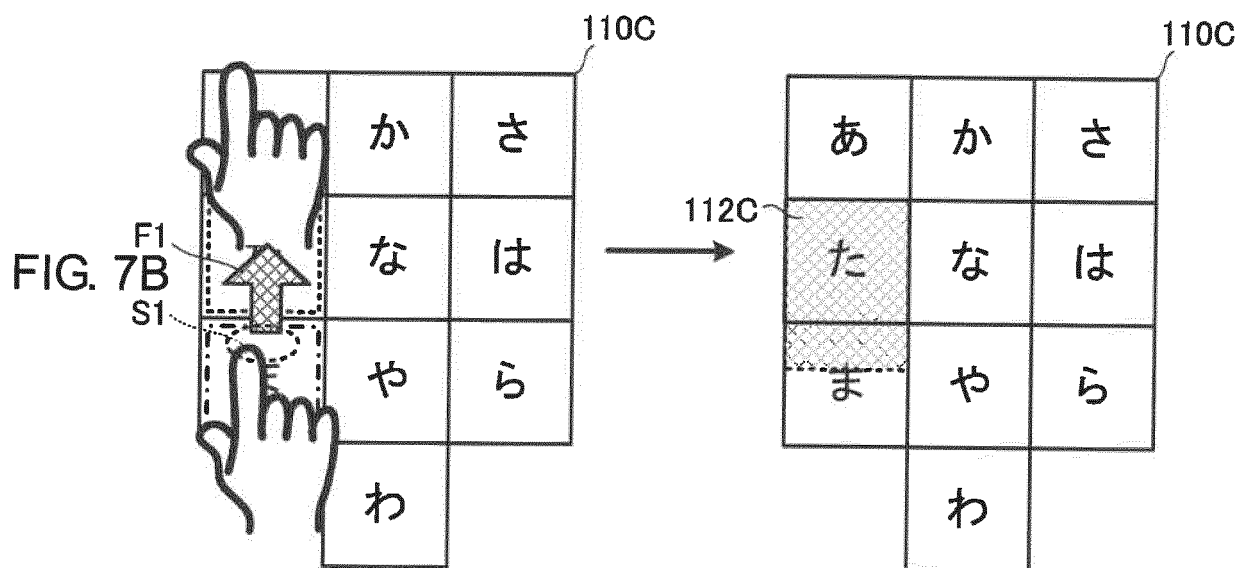 110C 110C
か さ あ か さ
112C
F1 な は た な は
FIG. 7B
S1
や ら ま や ら
わ わ